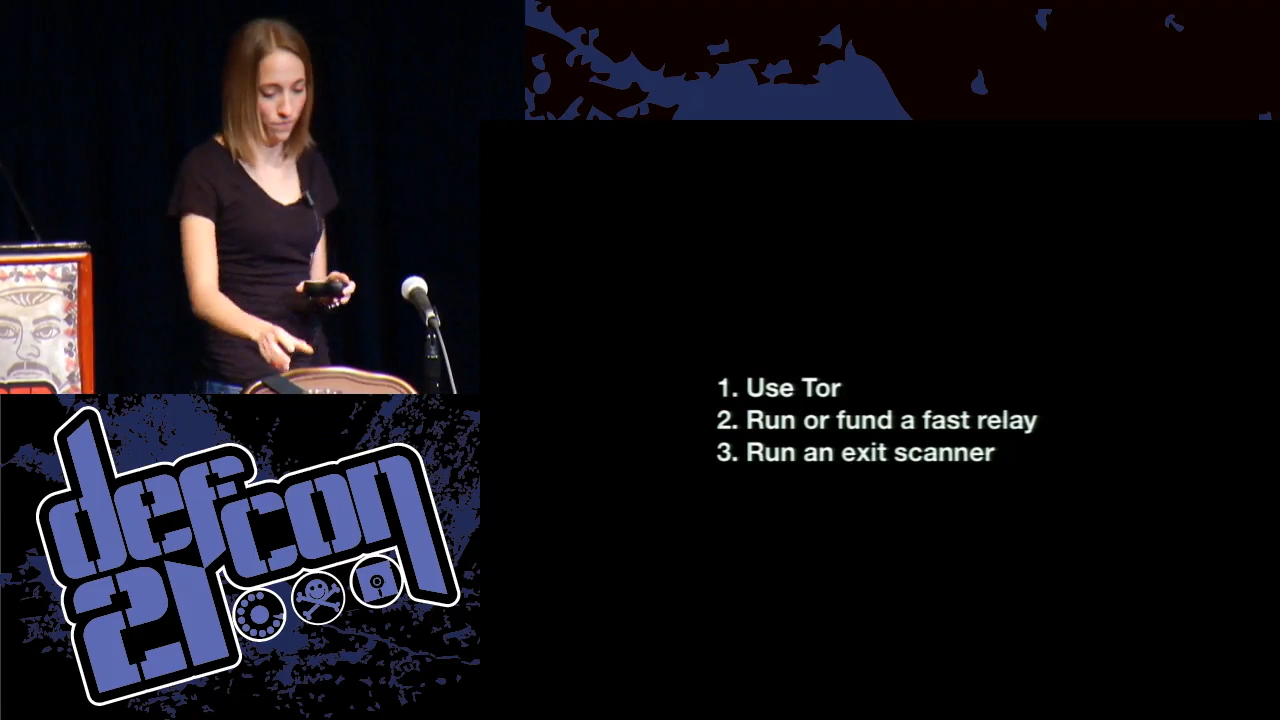 1. Use Tor
2. Run or fund a fast relay
3. Run an exit scanner
defcon
21